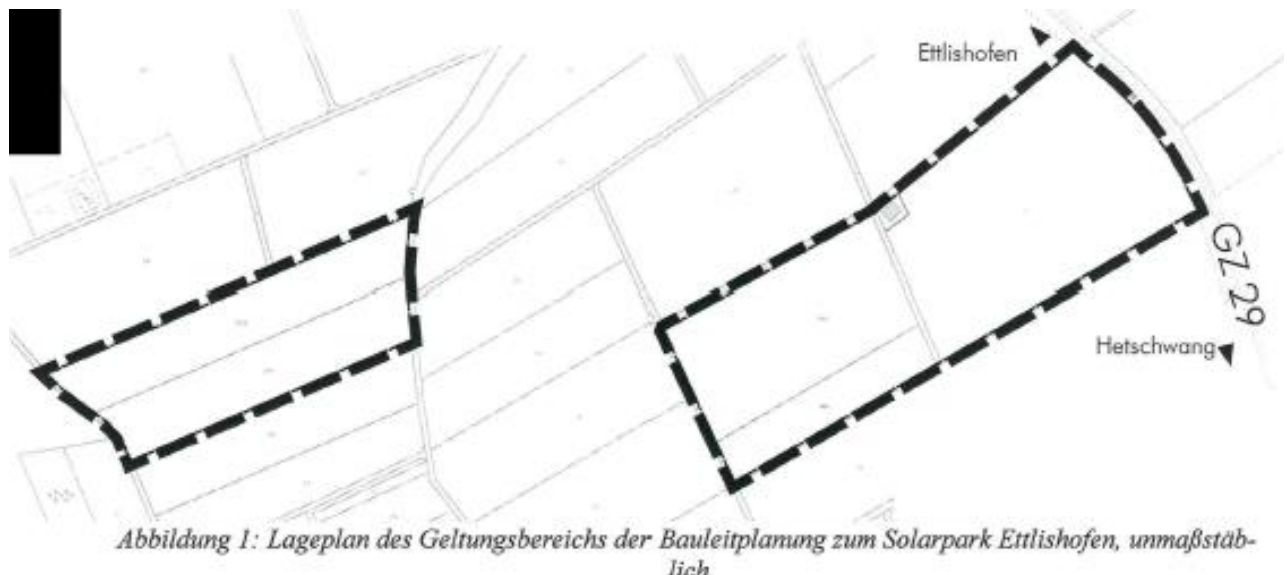 Ettlishofen
GZ 29
Hetschwang
Abbildung 1: Lageplan des Geltungsbereichs der Bauleitplanung zum Solarpark Ettlishofen, unmaßstäb-
lich